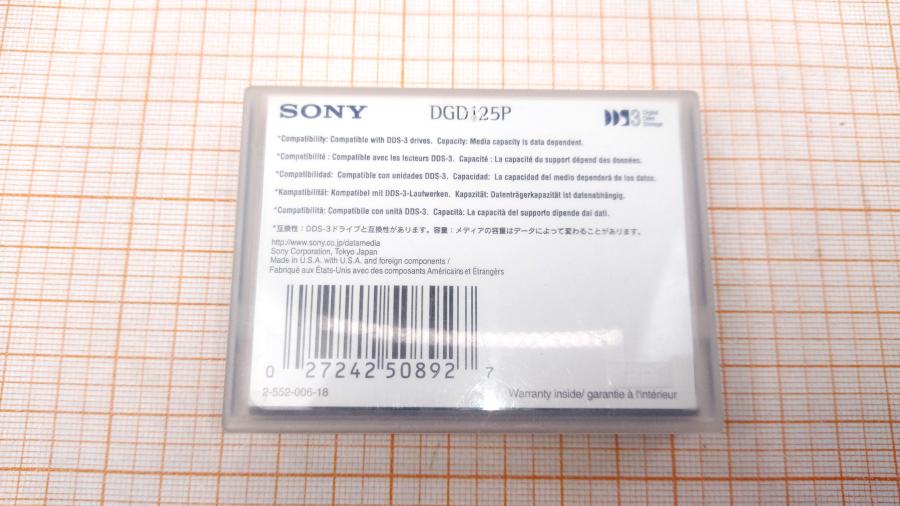 SONY DGD125P DDS3 Digital Data Storage
*Compatibility: Compatible with DDS-3 drives. Capacity: Media capacity is data dependent.
*Compatibilité : Compatible avec les lecteurs DDS-3. Capacité : La capacité du support dépend des données.
*Compatibilidad: Compatible con unidades DDS-3. Capacidad: La capacidad del medio dependerá de los datos.
*Kompatibilität: Kompatibel mit DDS-3-Laufwerken. Kapazität: Datenträgerkapazität ist datenabhängig.
*Compatibilità: Compatibile con unità DDS-3. Capacità: La capacità del supporto dipende dai dati.
*互換性：DDS-3ドライブと互換性があります。容量：メディアの容量はデータによって変わることがあります。
http://www.sony.co.jp/datamedia
Sony Corporation, Tokyo Japan
Made in U.S.A. with U.S.A. and foreign components /
Fabriqué aux États-Unis avec des composants Américains et Étrangers
0 27242 50892 7
2-552-006-18 Warranty inside/ garantie à l'intérieur